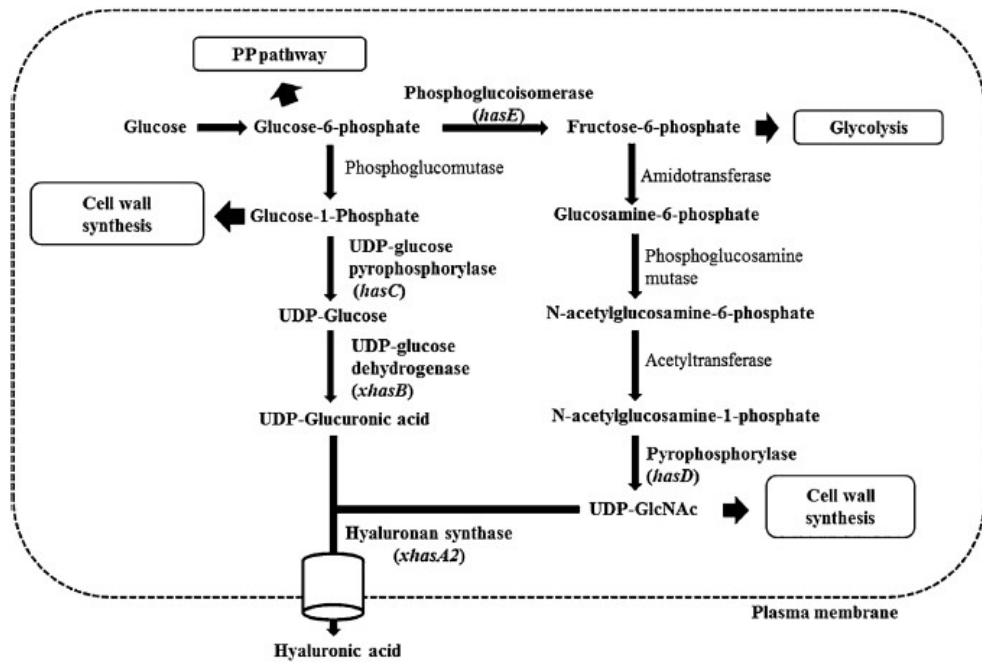 PP pathway
Phosphoglucoisomerase
(hasE)
Glucose
Glucose-6-phosphate
Fructose-6-phosphate
Glycolysis
Phosphoglucomutase
Amidotransferase
Cell wall
synthesis
Glucose-1-Phosphate
Glucosamine-6-phosphate
UDP-glucose
pyrophosphorylase
(hasC)
Phosphoglucosamine
mutase
UDP-Glucose
N-acetylglucosamine-6-phosphate
UDP-glucose
dehydrogenase
(xhasB)
Acetyltransferase
UDP-Glucuronic acid
N-acetylglucosamine-1-phosphate
Pyrophosphorylase
(hasD)
UDP-GlcNAc
Cell wall
synthesis
Hyaluronan synthase
(xhasA2)
Plasma membrane
Hyaluronic acid